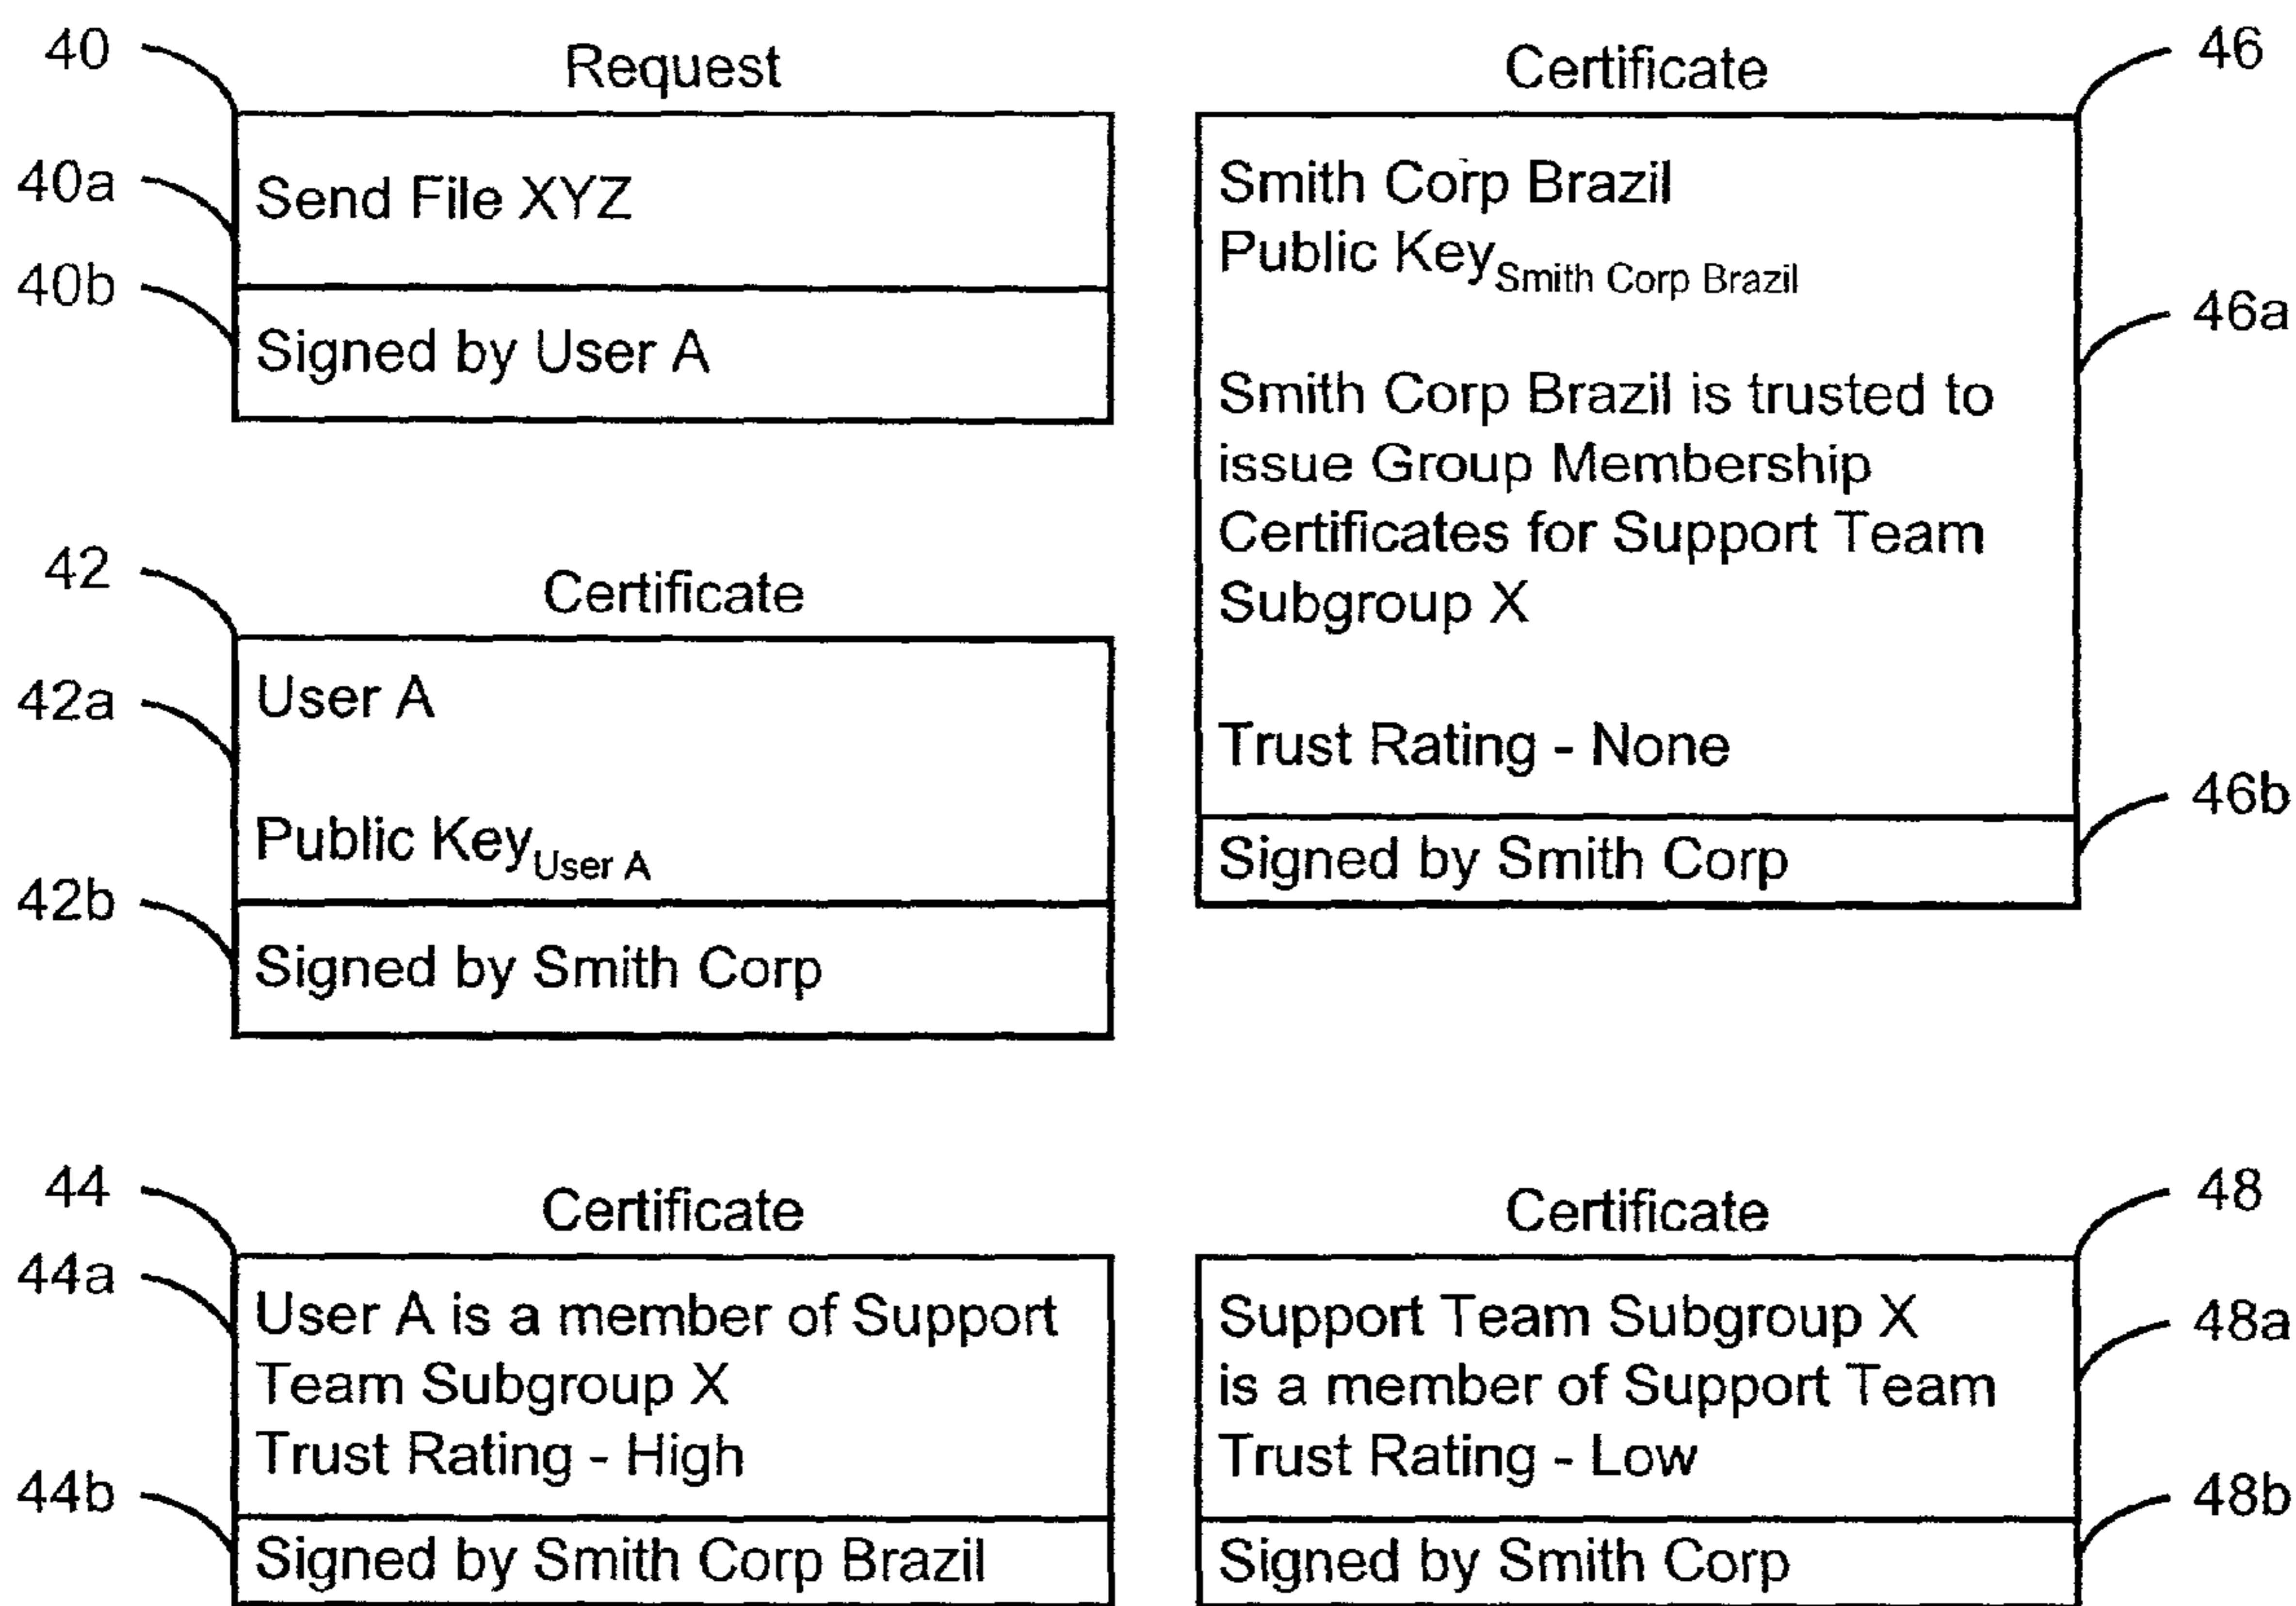 40
Request
40a
Send File XYZ
40b
Signed by User A
42
Certificate
42a
User A
Public Key User A
42b
Signed by Smith Corp
44
Certificate
44a
User A is a member of Support
Team Subgroup X
Trust Rating - High
44b
Signed by Smith Corp Brazil
46
Certificate
Smith Corp Brazil
Public Key Smith Corp Brazil
46a
Smith Corp Brazil is trusted to
issue Group Membership
Certificates for Support Team
Subgroup X
Trust Rating - None
46b
Signed by Smith Corp
48
Certificate
Support Team Subgroup X
48a
is a member of Support Team
Trust Rating - Low
48b
Signed by Smith Corp